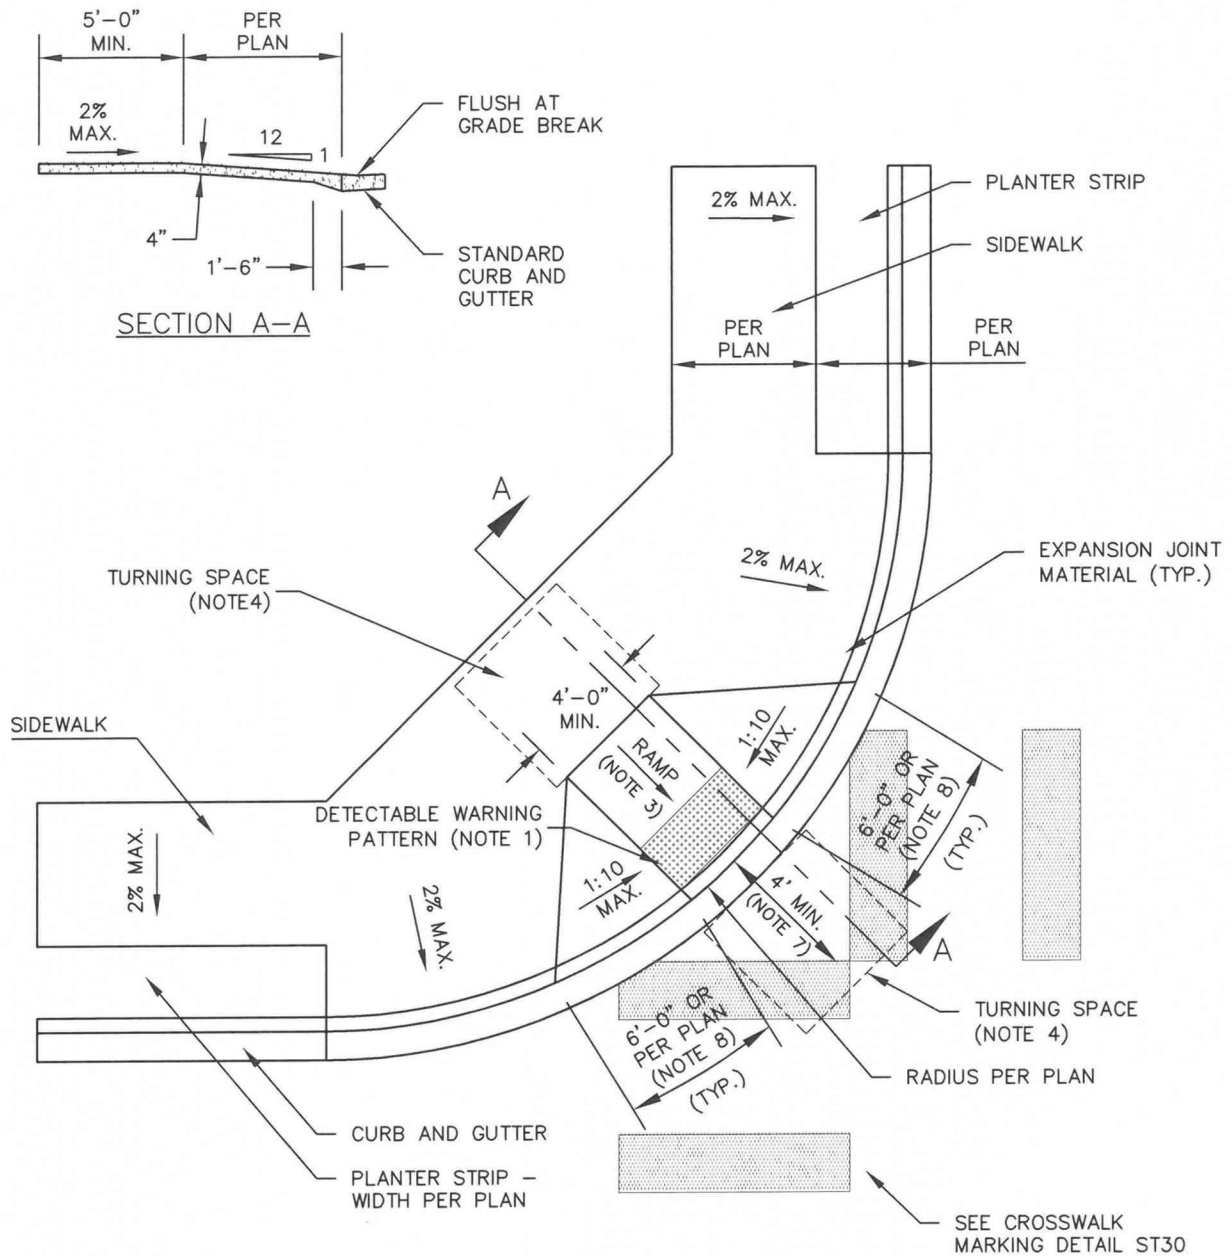 5'-0"
MIN.
PER
PLAN
2%
MAX.
12
1
FLUSH AT
GRADE BREAK
4"
1'-6"
STANDARD
CURB AND
GUTTER
SECTION A-A
2% MAX.
PLANTER STRIP
SIDEWALK
PER
PLAN
PER
PLAN
A
TURNING SPACE
(NOTE4)
2% MAX.
EXPANSION JOINT
MATERIAL (TYP.)
4'-0"
MIN.
SIDEWALK
RAMP
(NOTE 3)
1:10
MAX.
DETECTABLE WARNING
PATTERN (NOTE 1)
6'-0" OR
PER PLAN
(NOTE 8)
(TYP.)
2% MAX.
2% MAX.
1:10
MAX.
4' MIN.
(NOTE 7)
A
6'-0" OR
PER PLAN
(NOTE 8)
(TYP.)
TURNING SPACE
(NOTE 4)
RADIUS PER PLAN
CURB AND GUTTER
PLANTER STRIP -
WIDTH PER PLAN
SEE CROSSWALK
MARKING DETAIL ST30